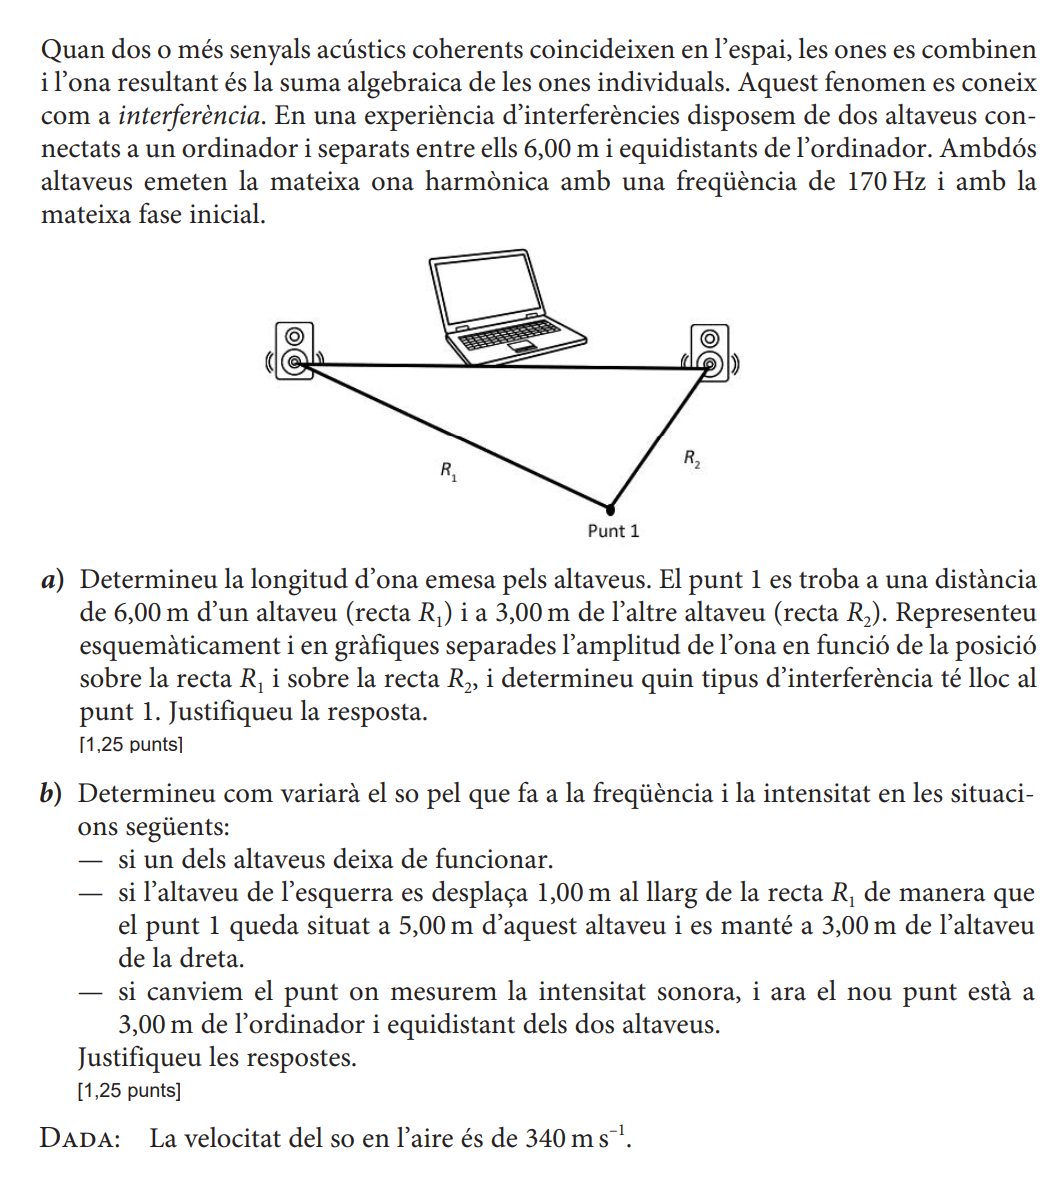 Quan dos o més senyals acústics coherents coincideixen en l’espai, les ones es combinen
i l’ona resultant és la suma algebraica de les ones individuals. Aquest fenomen es coneix
com a interferència. En una experiència d’interferències disposem de dos altaveus con-
nectats a un ordinador i separats entre ells 6,00 m i equidistants de l’ordinador. Ambdós
altaveus emeten la mateixa ona harmònica amb una freqüència de 170 Hz i amb la
mateixa fase inicial.
R₁
R₂
Punt 1
a) Determineu la longitud d’ona emesa pels altaveus. El punt 1 es troba a una distància
de 6,00 m d’un altaveu (recta R₁) i a 3,00 m de l’altre altaveu (recta R₂). Representeu
esquemàticament i en gràfiques separades l’amplitud de l’ona en funció de la posició
sobre la recta R₁ i sobre la recta R₂, i determineu quin tipus d’interferència té lloc al
punt 1. Justifiqueu la resposta.
[1,25 punts]
b) Determineu com variarà el so pel que fa a la freqüència i la intensitat en les situaci-
ons següents:
— si un dels altaveus deixa de funcionar.
— si l’altaveu de l’esquerra es desplaça 1,00 m al llarg de la recta R₁ de manera que
el punt 1 queda situat a 5,00 m d’aquest altaveu i es manté a 3,00 m de l’altaveu
de la dreta.
— si canviem el punt on mesurem la intensitat sonora, i ara el nou punt està a
3,00 m de l’ordinador i equidistant dels dos altaveus.
Justifiqueu les respostes.
[1,25 punts]
DADA: La velocitat del so en l’aire és de 340 m s⁻¹.